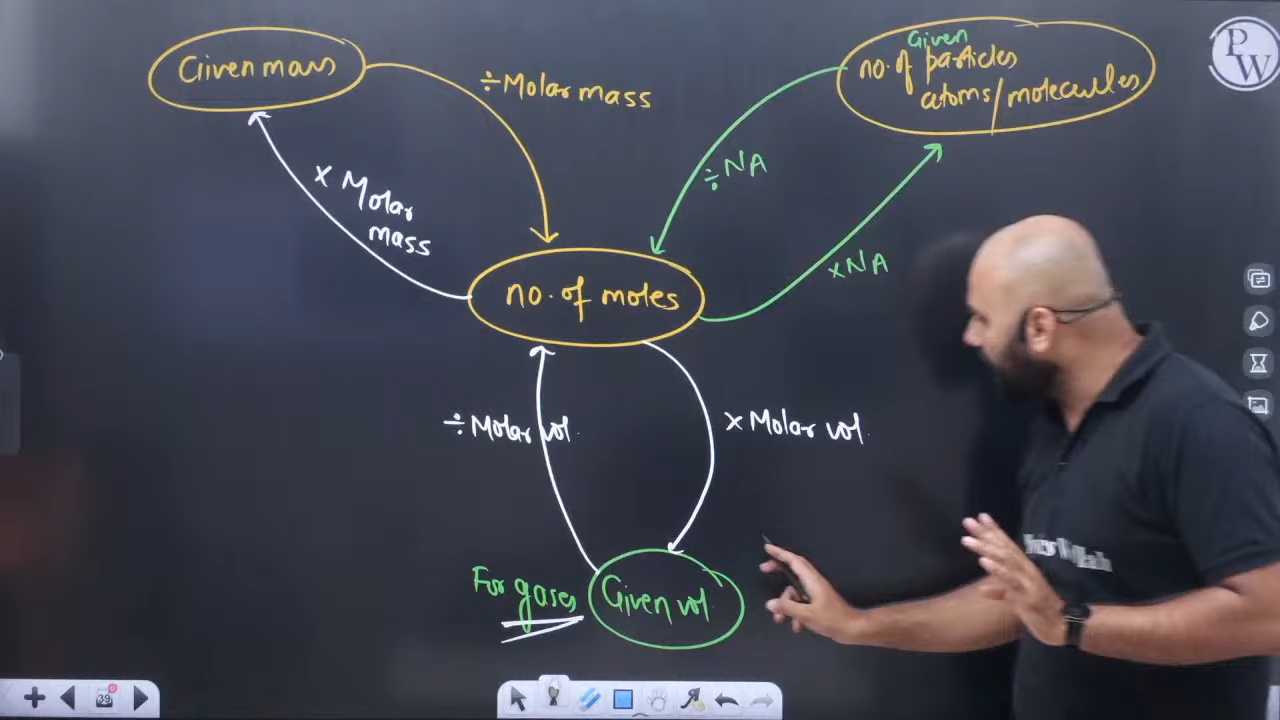 Given mass
÷ Molar mass
Given
no. of particles
atoms/molecules
PW
÷ NA
x Molar
mass
x NA
no. of moles
÷ Molar vol.
x Molar vol.
For gases
Given vol.
39